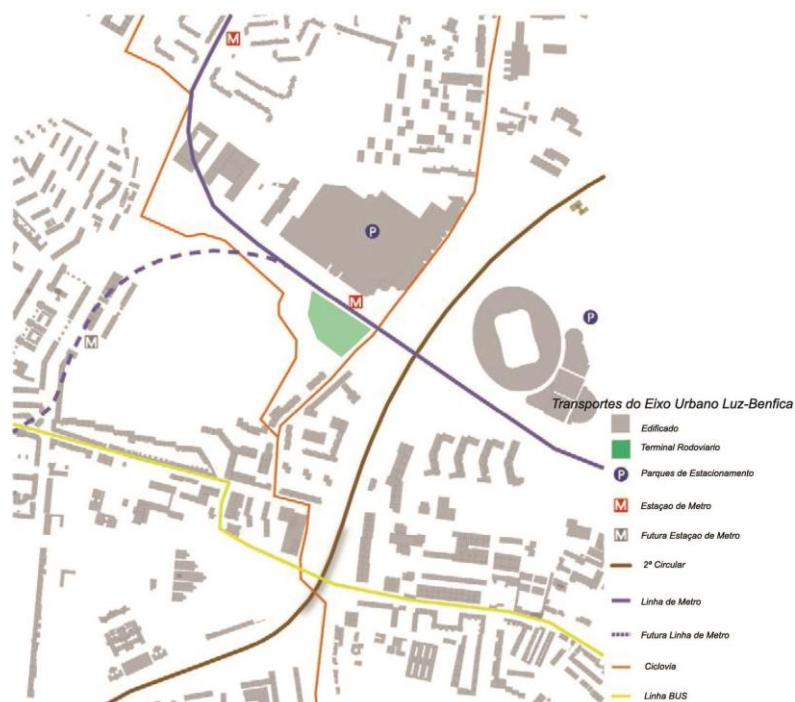 M
P
M
P
M
Transportes do Eixo Urbano Luz-Benfica
Edificado
Terminal Rodoviario
P Parques de Estacionamento
M Estaçao de Metro
M Futura Estaçao de Metro
2ª Circular
Linha de Metro
Futura Linha de Metro
Ciclovia
Linha BUS